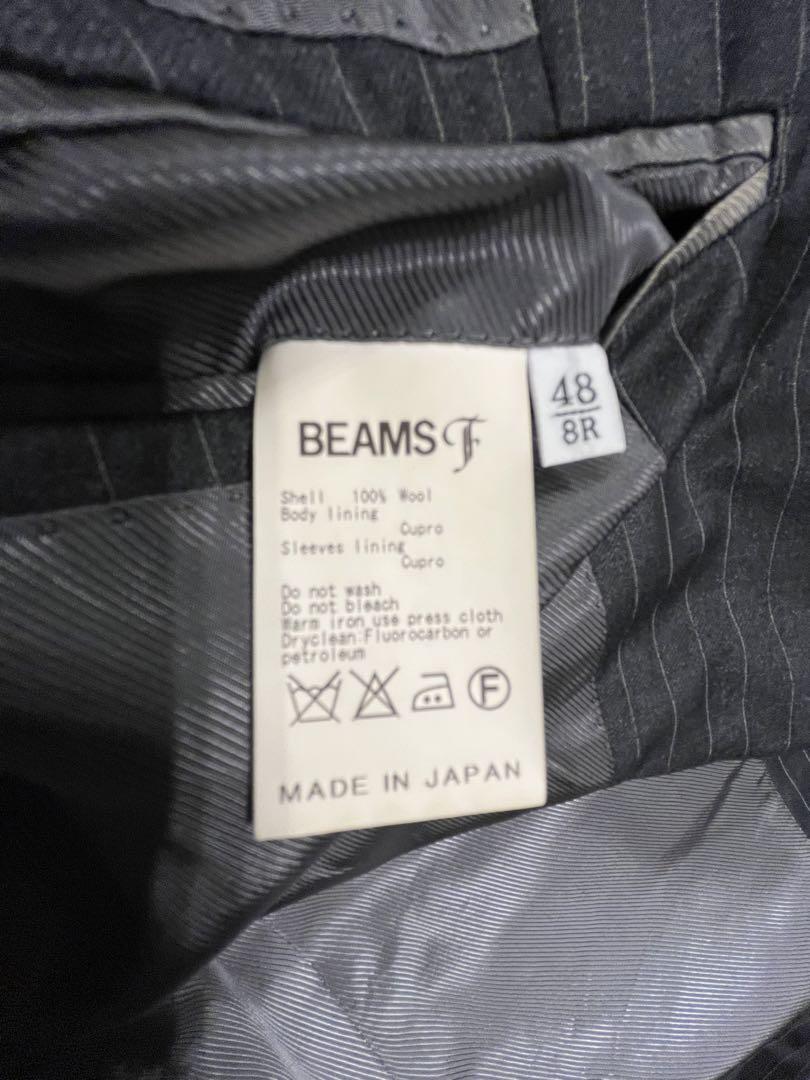 BEAMS F
48
8R
Shell 100% Wool
Body lining
Cupro
Sleeves lining
Cupro
Do not wash
Do not bleach
Warm iron use press cloth
Dryclean:Fluorocarbon or
petroleum
F
MADE IN JAPAN